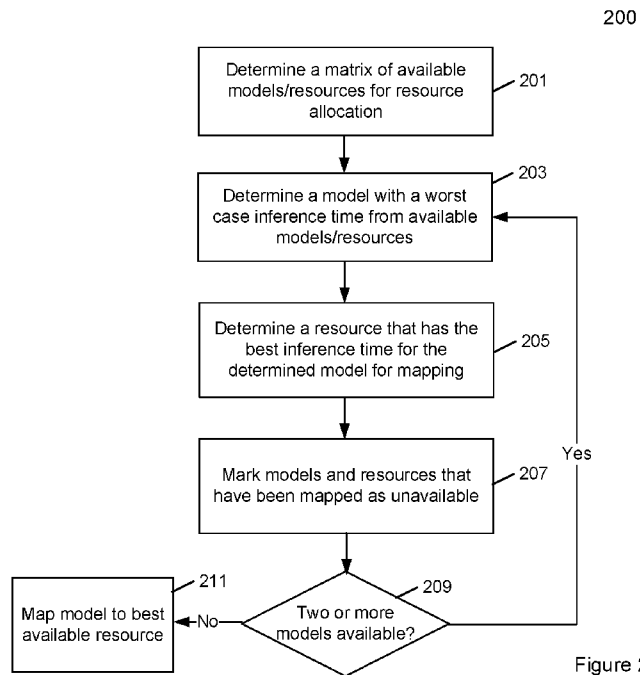 200
Determine a matrix of available
models/resources for resource
allocation
201
203
Determine a model with a worst
case inference time from available
models/resources
Determine a resource that has the
best inference time for the
determined model for mapping
205
Mark models and resources that
have been mapped as unavailable
207
Yes
209
Two or more
models available?
No
211
Map model to best
available resource
Figure 2